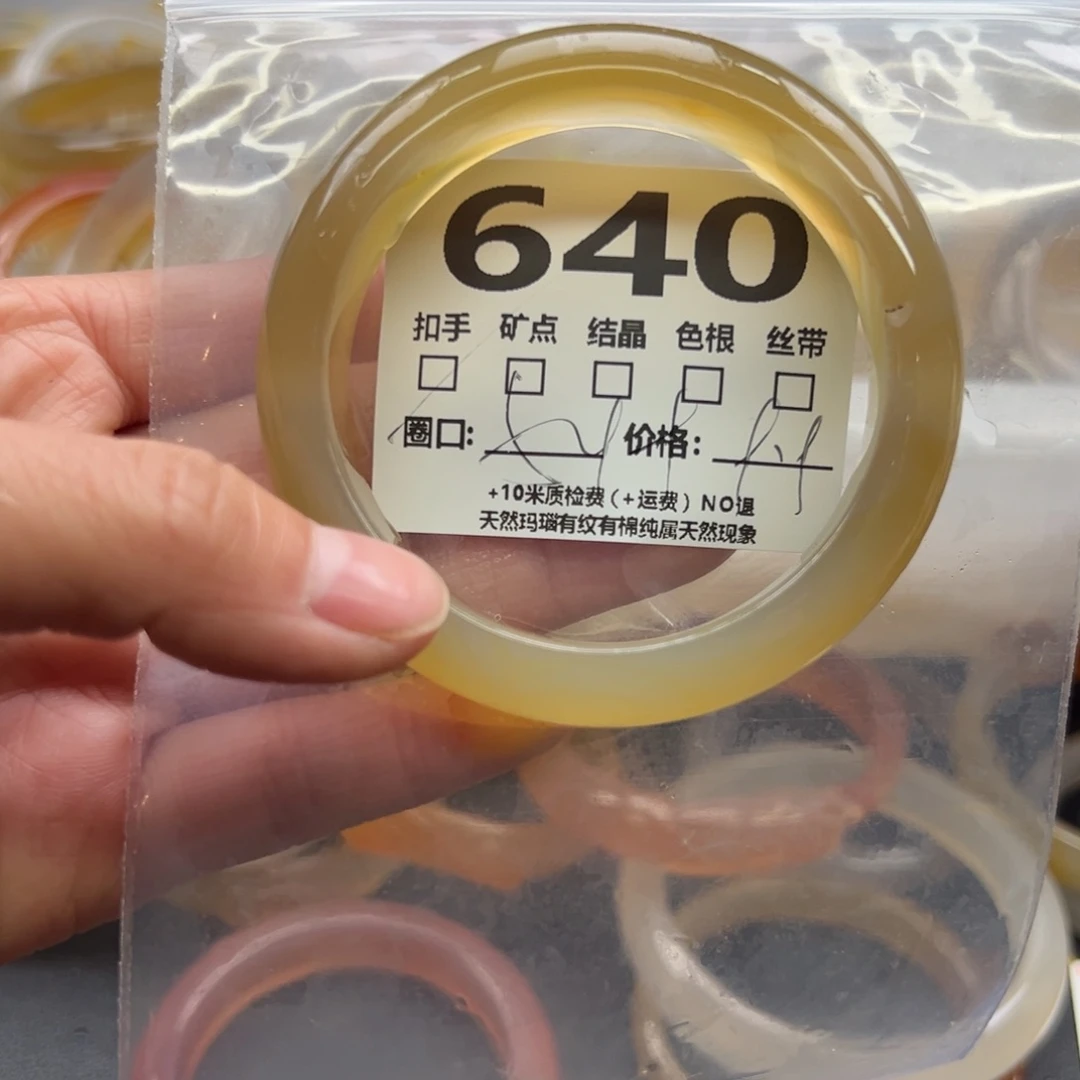 640
扣手 矿点 结晶 色根 丝带
圈口: 价格:
+10米质检费(+运费) NO退
天然玛瑙有纹有棉纯属天然现象